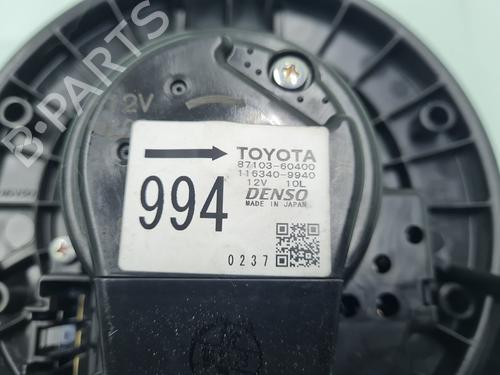 B-PARTS
12V
TOYOTA
87103-60400
116340-9940
12V 10L
DENSO
MADE IN JAPAN
994
0237